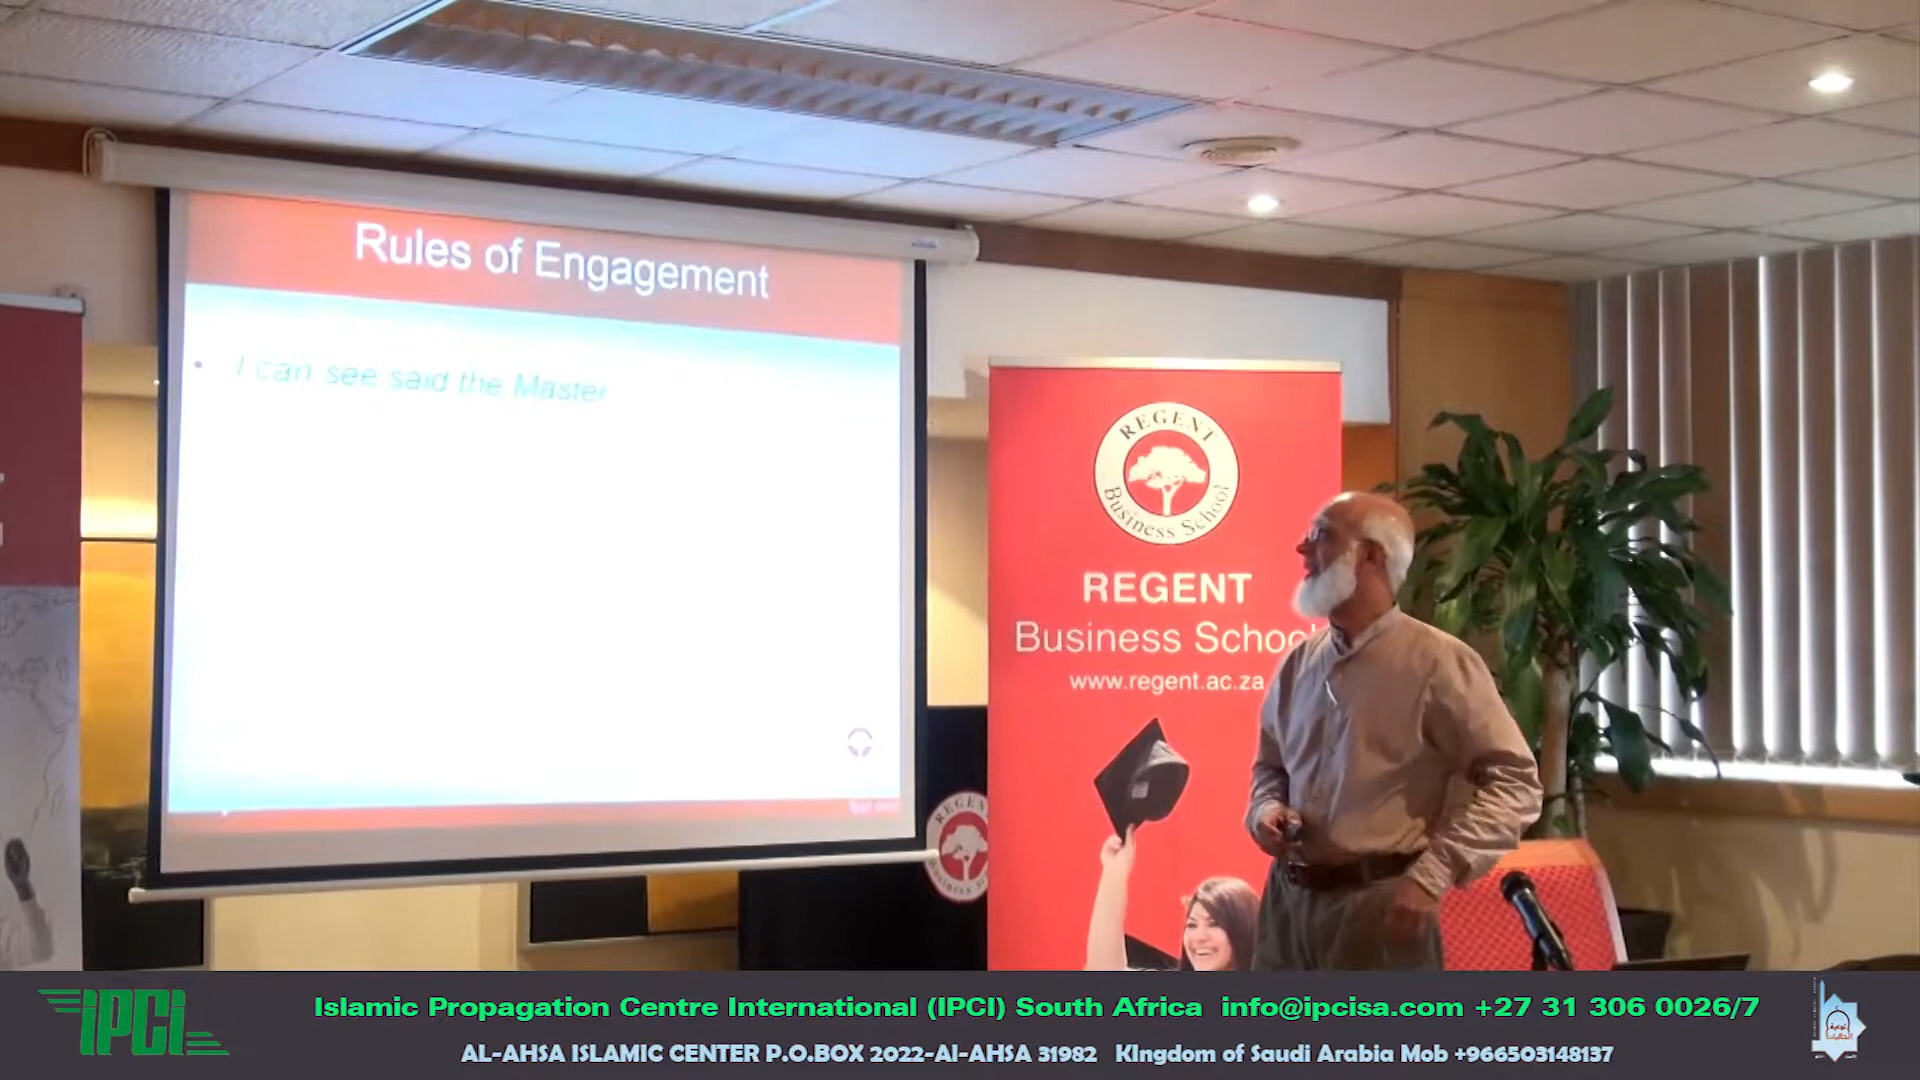 Rules of Engagement
• I can see said the Master
REGENT
Business School
REGENT
Business School
www.regent.ac.za
REGENT
IPCI
Islamic Propagation Centre International (IPCI) South Africa info@ipcisa.com +27 31 306 0026/7
AL-AHSA ISLAMIC CENTER P.O.BOX 2022-Al-AHSA 31982 KIngdom of Saudi Arabia Mob +966503148137